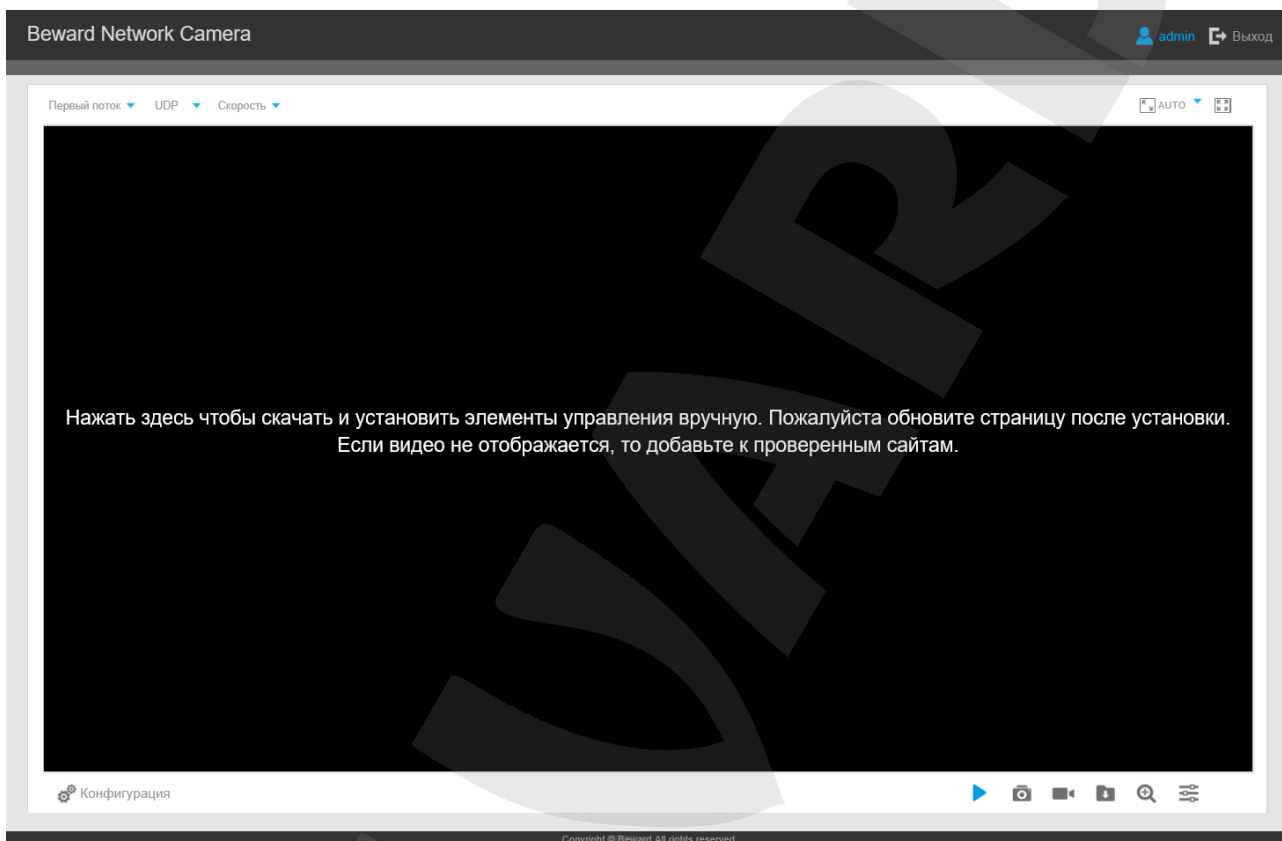 Beward Network Camera
admin Выход
Первый поток UDP Скорость AUTO
Нажать здесь чтобы скачать и установить элементы управления вручную. Пожалуйста обновите страницу после установки.
Если видео не отображается, то добавьте к проверенным сайтам.
Конфигурация
Copyright © Beward All rights reserved